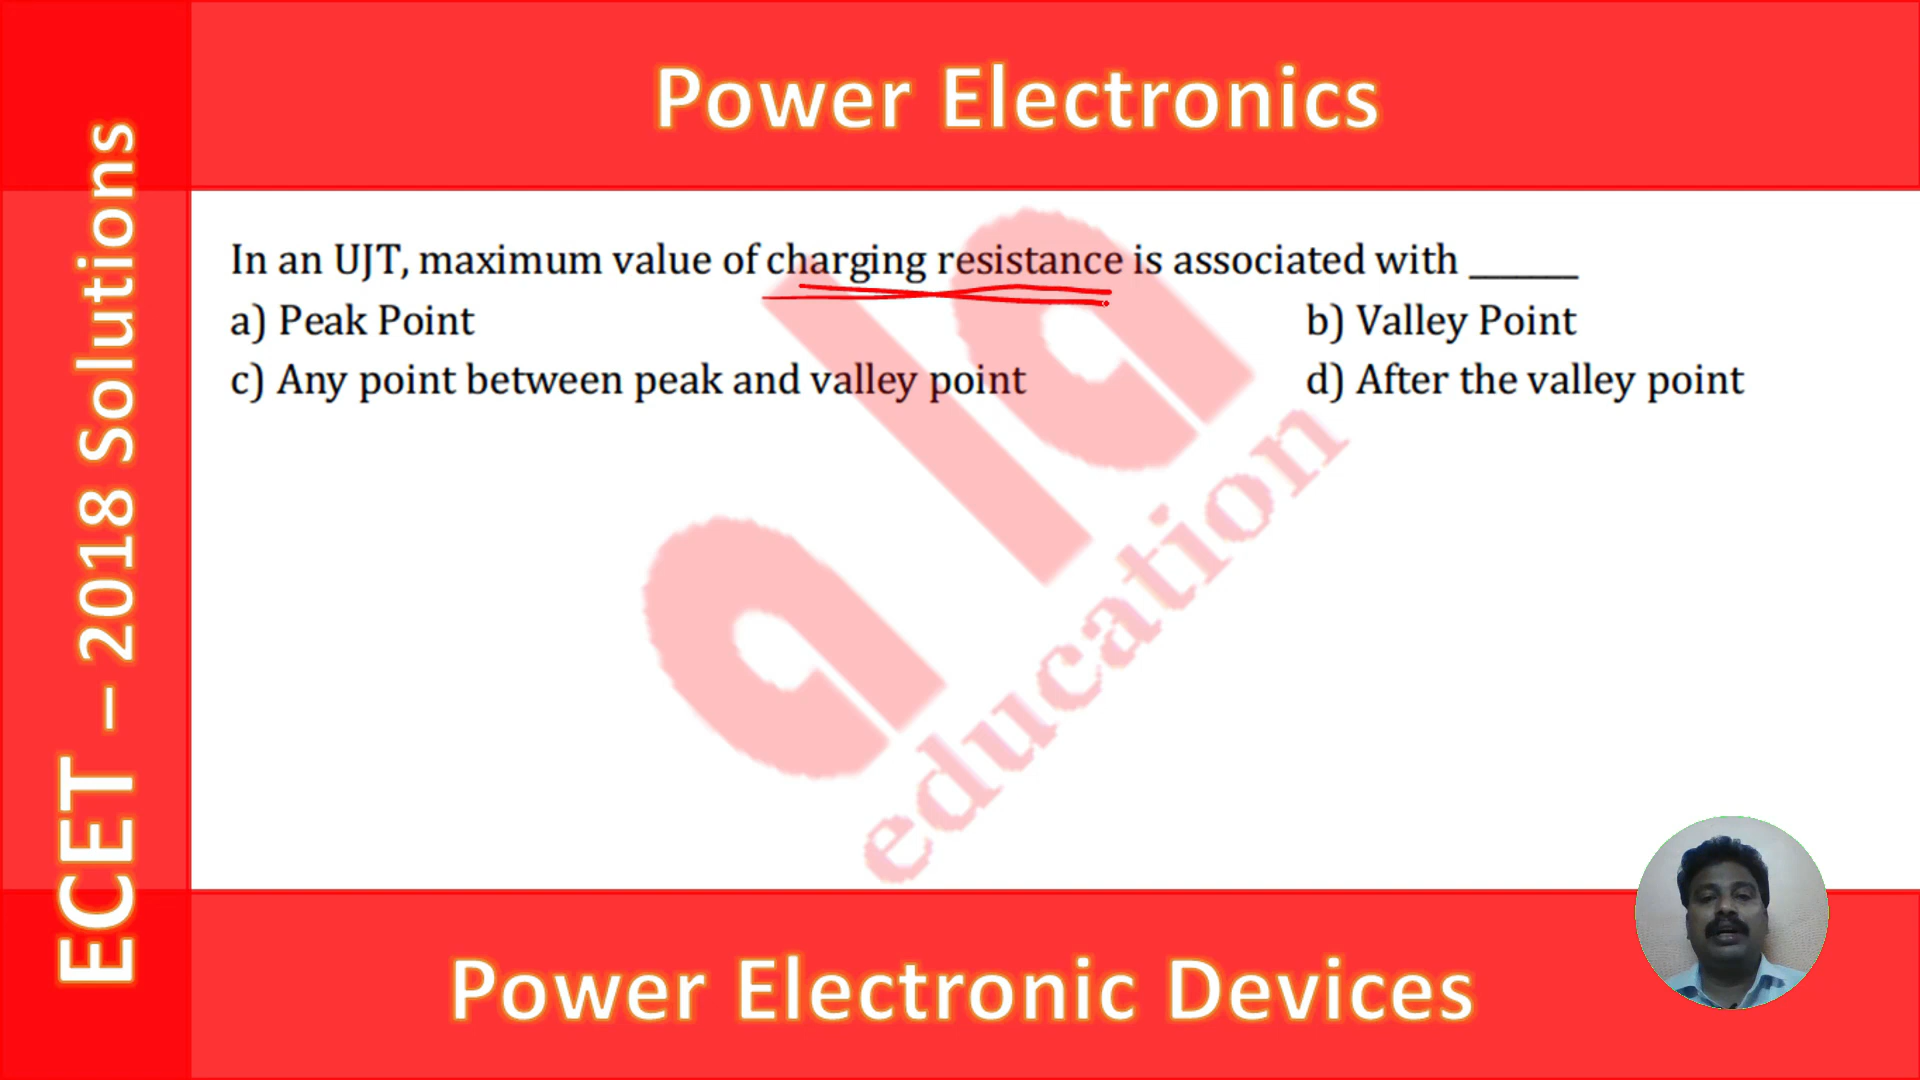 Power Electronics
ECET – 2018 Solutions
In an UJT, maximum value of charging resistance is associated with ______
a) Peak Point b) Valley Point
c) Any point between peak and valley point d) After the valley point
ala
education
Power Electronic Devices